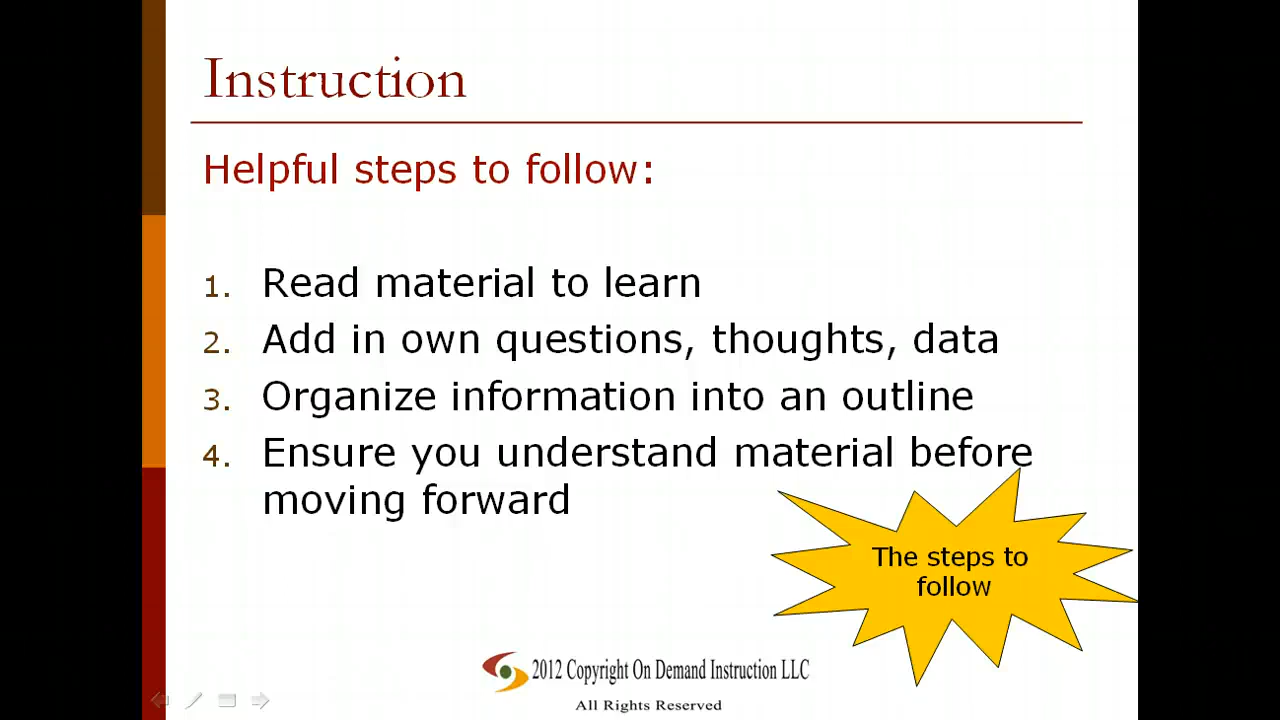 Instruction
Helpful steps to follow:
1. Read material to learn
2. Add in own questions, thoughts, data
3. Organize information into an outline
4. Ensure you understand material before
moving forward
The steps to
follow
2012 Copyright On Demand Instruction LLC
All Rights Reserved